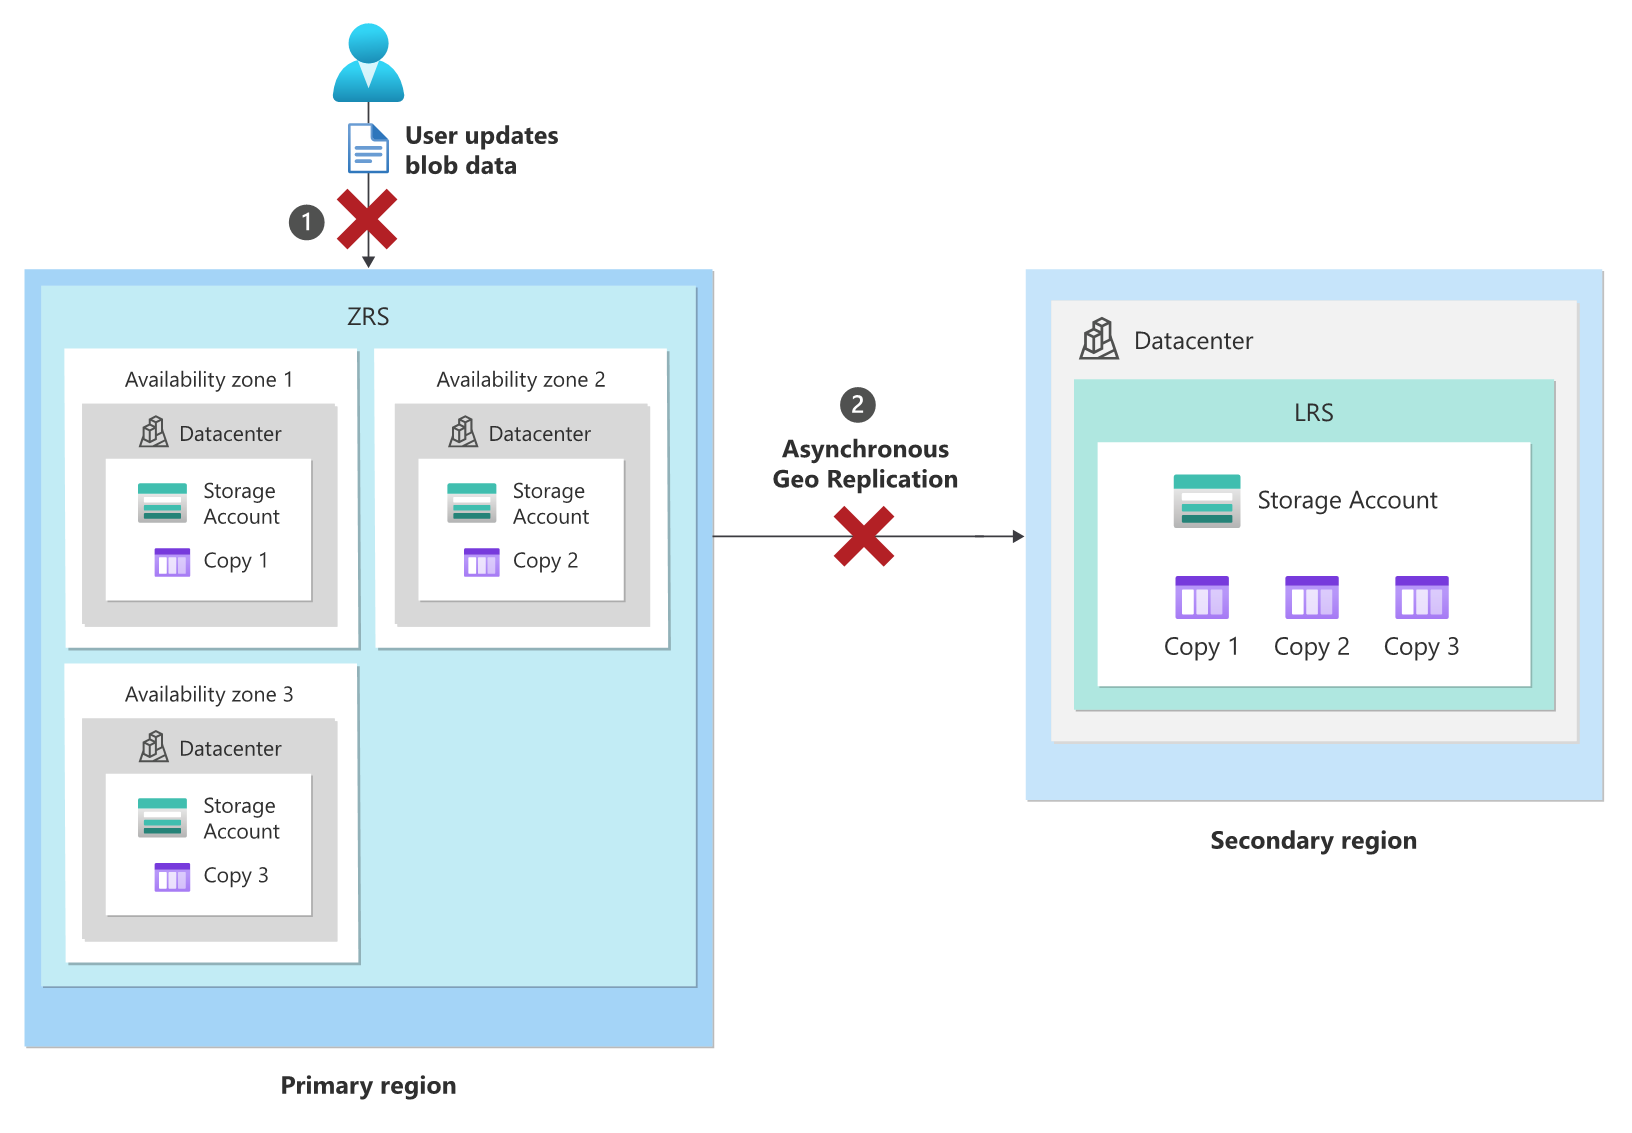 User updates
blob data
1
ZRS
Availability zone 1
Datacenter
Storage
Account
Copy 1
Availability zone 2
Datacenter
Storage
Account
Copy 2
Availability zone 3
Datacenter
Storage
Account
Copy 3
Primary region
2
Asynchronous
Geo Replication
Datacenter
LRS
Storage Account
Copy 1
Copy 2
Copy 3
Secondary region